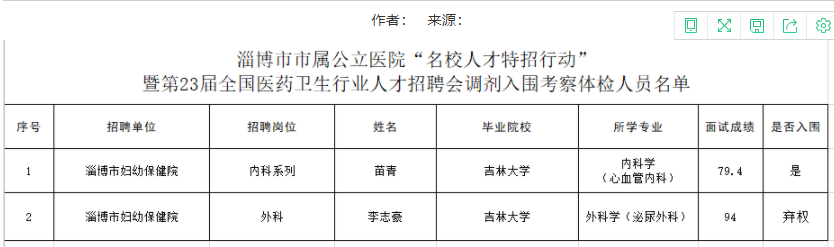 作者： 来源：
淄博市市属公立医院“名校人才特招行动”
暨第23届全国医药卫生行业人才招聘会调剂入围考察体检人员名单
序号 招聘单位 招聘岗位 姓名 毕业院校 所学专业 面试成绩 是否入围
1 淄博市妇幼保健院 内科系列 苗青 吉林大学 内科学 79.4 是
（心血管内科）
2 淄博市妇幼保健院 外科 李志豪 吉林大学 外科学（泌尿外科） 94 弃权